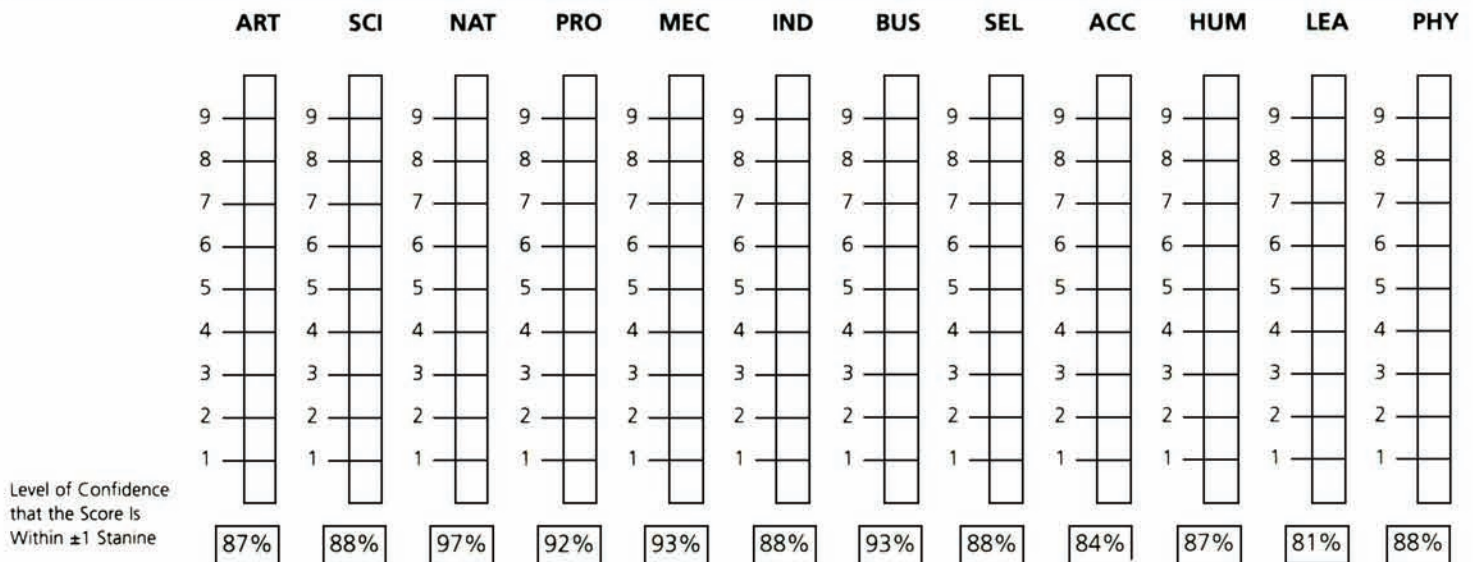 ART SCI NAT PRO MEC IND BUS SEL ACC HUM LEA PHY
9 9 9 9 9 9 9 9 9 9 9 9
8 8 8 8 8 8 8 8 8 8 8 8
7 7 7 7 7 7 7 7 7 7 7 7
6 6 6 6 6 6 6 6 6 6 6 6
5 5 5 5 5 5 5 5 5 5 5 5
4 4 4 4 4 4 4 4 4 4 4 4
3 3 3 3 3 3 3 3 3 3 3 3
2 2 2 2 2 2 2 2 2 2 2 2
1 1 1 1 1 1 1 1 1 1 1 1
Level of Confidence
that the Score Is
Within ±1 Stanine
87% 88% 97% 92% 93% 88% 93% 88% 84% 87% 81% 88%